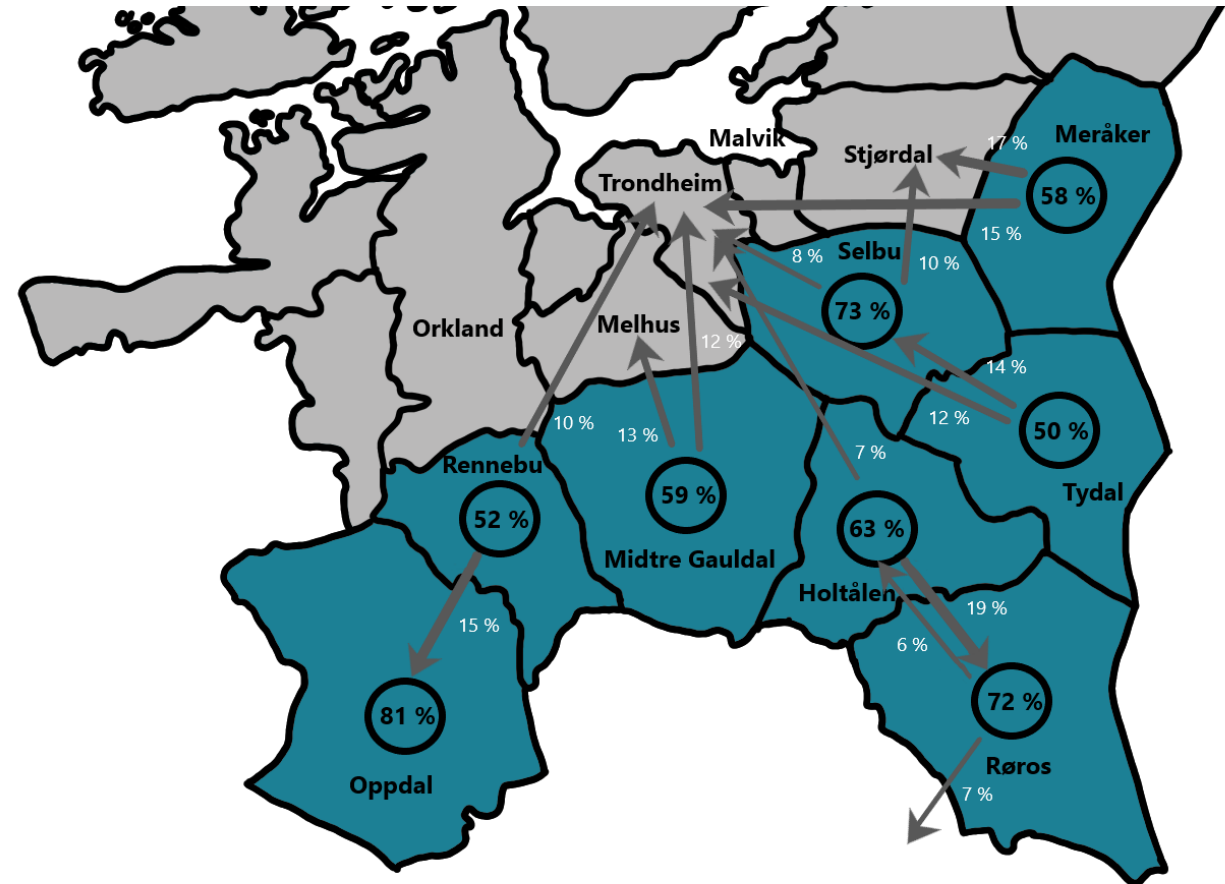 Malvik
Meråker
17 %
Stjørdal
Trondheim
58 %
15 %
Selbu
8 %
10 %
73 %
Orkland
Melhus
12 %
14 %
10 %
13 %
12 %
50 %
7 %
Rennebu
Tydal
59 %
52 %
63 %
Midtre Gauldal
Holtålen
19 %
15 %
6 %
72 %
81 %
Røros
Oppdal
7 %